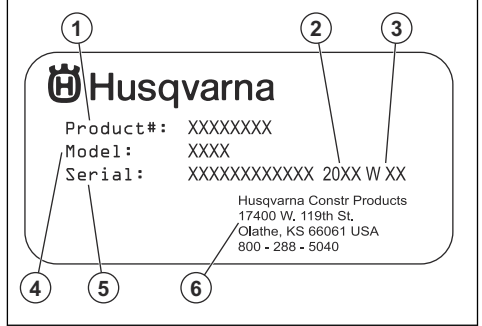 1 2 3
Husqvarna
Product#: XXXXXXXX
Model: XXXX
Serial: XXXXXXXXXXXX 20XX W XX
Husqvarna Constr Products
17400 W. 119th St.
Olathe, KS 66061 USA
800 - 288 - 5040
4 5 6